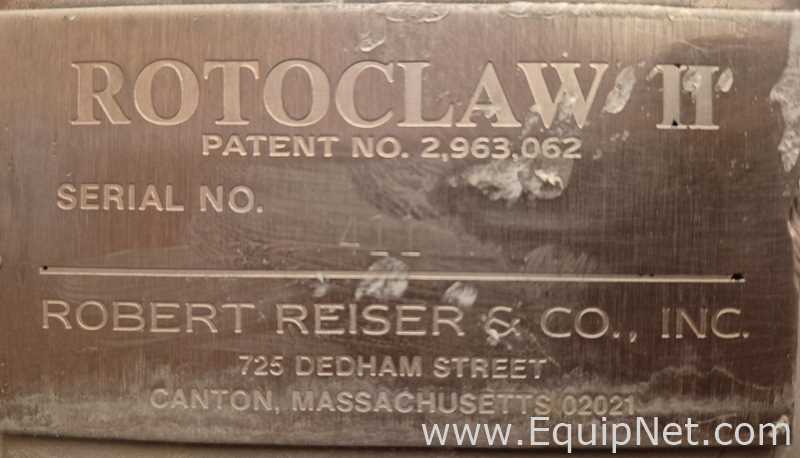 ROTOCLAW II
PATENT NO. 2,963,062
SERIAL NO.
ROBERT REISER & CO., INC.
725 DEDHAM STREET
CANTON, MASSACHUSETTS 02021
www.EquipNet.com